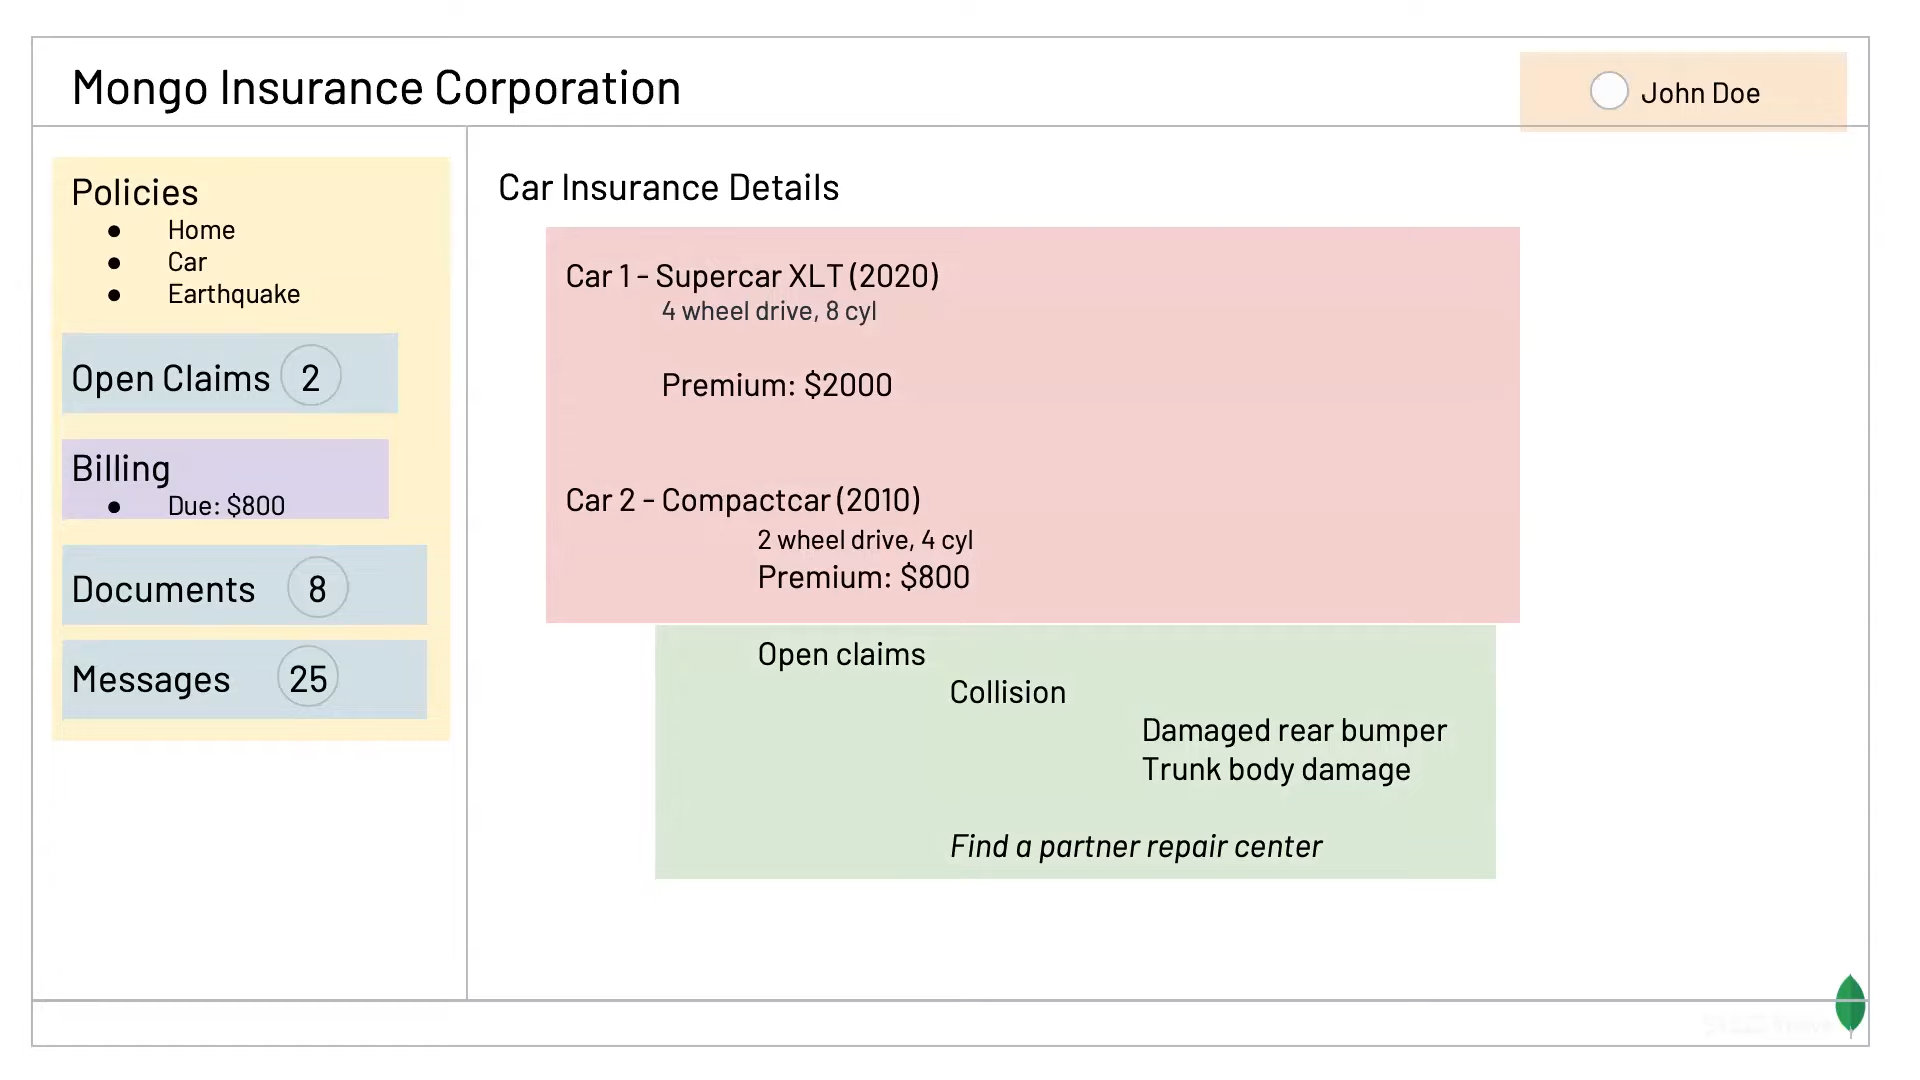 Mongo Insurance Corporation
John Doe
Policies
● Home
● Car
● Earthquake
Open Claims 2
Billing
● Due: $800
Documents 8
Messages 25
Car Insurance Details
Car 1 - Supercar XLT (2020)
4 wheel drive, 8 cyl
Premium: $2000
Car 2 - Compactcar (2010)
2 wheel drive, 4 cyl
Premium: $800
Open claims
Collision
Damaged rear bumper
Trunk body damage
Find a partner repair center